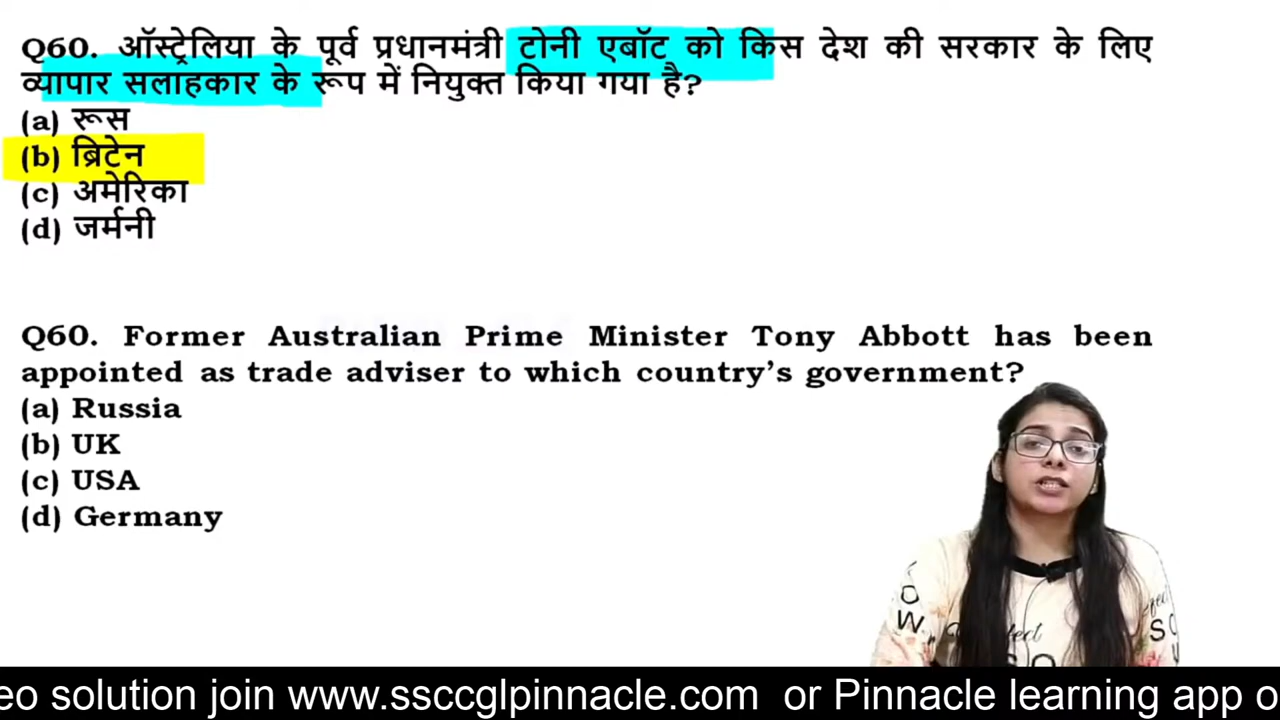 Q60. ऑस्ट्रेलिया के पूर्व प्रधानमंत्री टोनी एबॉट को किस देश की सरकार के लिए
व्यापार सलाहकार के रूप में नियुक्त किया गया है?
(a) रूस
(b) ब्रिटेन
(c) अमेरिका
(d) जर्मनी
Q60. Former Australian Prime Minister Tony Abbott has been
appointed as trade adviser to which country's government?
(a) Russia
(b) UK
(c) USA
(d) Germany
eo solution join www.ssccglpinnacle.com or Pinnacle learning app o